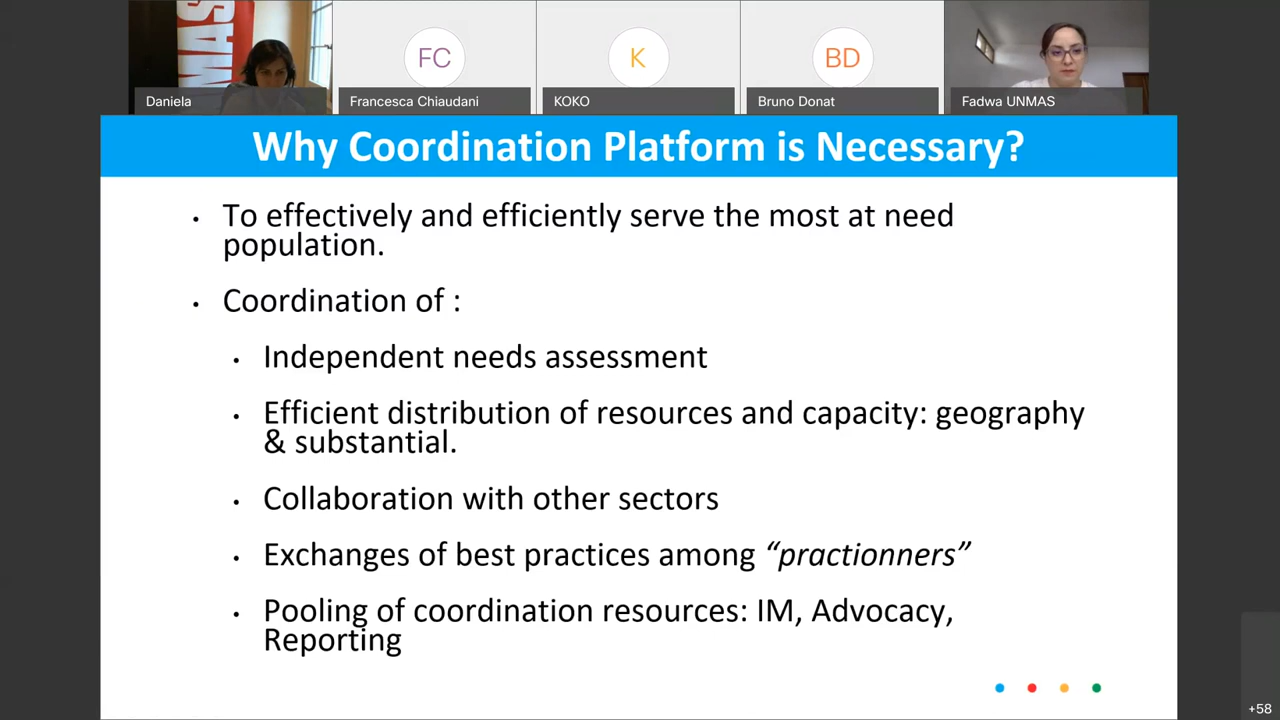 MAS
FC
K
BD
Daniela
Francesca Chiaudani
KOKO
Bruno Donat
Fadwa UNMAS
Why Coordination Platform is Necessary?
• To effectively and efficiently serve the most at need
population.
• Coordination of :
• Independent needs assessment
• Efficient distribution of resources and capacity: geography
& substantial.
• Collaboration with other sectors
• Exchanges of best practices among “practionners”
• Pooling of coordination resources: IM, Advocacy,
Reporting
+58